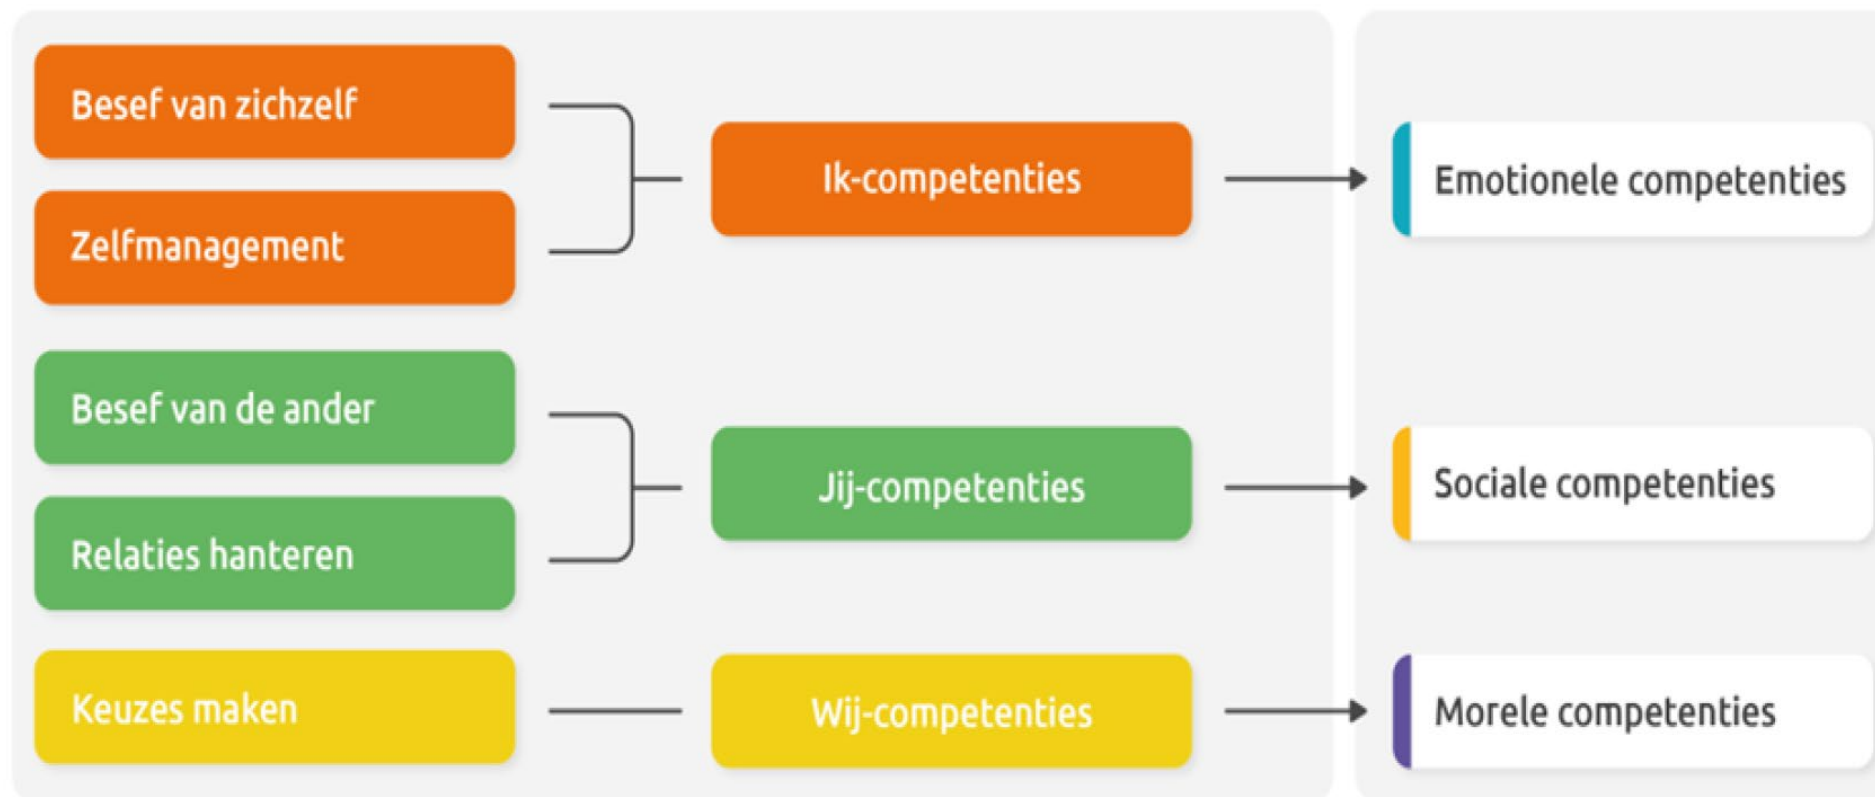 Besef van zichzelf
Zelfmanagement
Ik-competenties
Emotionele competenties
Besef van de ander
Relaties hanteren
Jij-competenties
Sociale competenties
Keuzes maken
Wij-competenties
Morele competenties